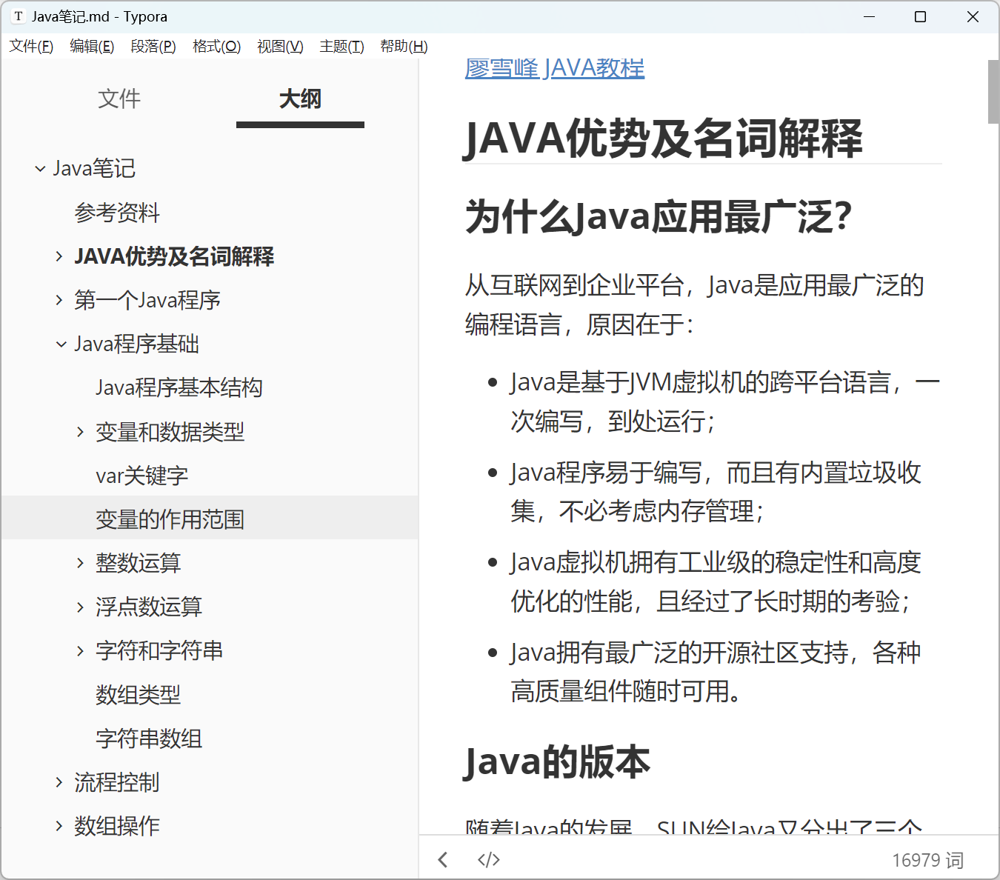 T Java笔记.md - Typora
文件(F) 编辑(E) 段落(P) 格式(O) 视图(V) 主题(T) 帮助(H)
文件 大纲
Java笔记
参考资料
JAVA优势及名词解释
第一个Java程序
Java程序基础
Java程序基本结构
变量和数据类型
var关键字
变量的作用范围
整数运算
浮点数运算
字符和字符串
数组类型
字符串数组
流程控制
数组操作
廖雪峰 JAVA教程
JAVA优势及名词解释
为什么Java应用最广泛？
从互联网到企业平台，Java是应用最广泛的
编程语言，原因在于：
Java是基于JVM虚拟机的跨平台语言，一
次编写，到处运行；
Java程序易于编写，而且有内置垃圾收
集，不必考虑内存管理；
Java虚拟机拥有工业级的稳定性和高度
优化的性能，且经过了长时期的考验；
Java拥有最广泛的开源社区支持，各种
高质量组件随时可用。
Java的版本
随着Java的发展，SUN给Java又分出了三个
16979 词